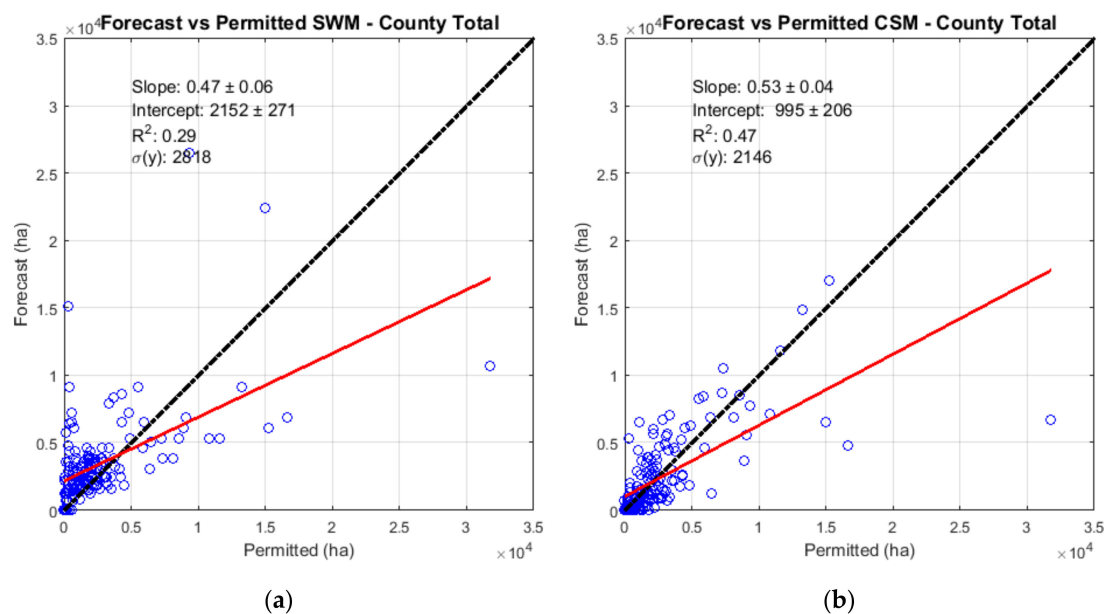 ×10⁴ Forecast vs Permitted SWM - County Total
3.5
3
2.5
2
1.5
1
0.5
0
Forecast (ha)
Slope: 0.47 ± 0.06
Intercept: 2152 ± 271
R²: 0.29
σ(y): 2818
0 0.5 1 1.5 2 2.5 3 3.5
Permitted (ha)
×10⁴
(a)
×10⁴ Forecast vs Permitted CSM - County Total
3.5
3
2.5
2
1.5
1
0.5
0
Forecast (ha)
Slope: 0.53 ± 0.04
Intercept: 995 ± 206
R²: 0.47
σ(y): 2146
0 0.5 1 1.5 2 2.5 3 3.5
Permitted (ha)
×10⁴
(b)